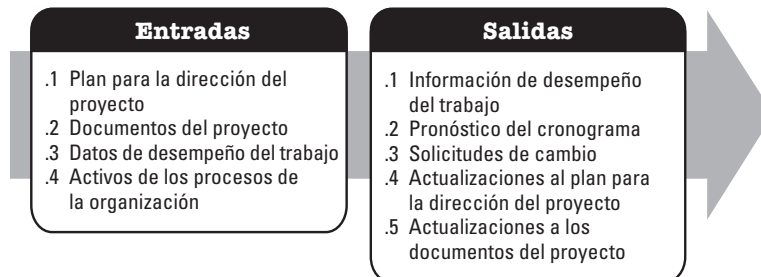 Entradas
.1 Plan para la dirección del
proyecto
.2 Documentos del proyecto
.3 Datos de desempeño del trabajo
.4 Activos de los procesos de
la organización
Salidas
.1 Información de desempeño
del trabajo
.2 Pronóstico del cronograma
.3 Solicitudes de cambio
.4 Actualizaciones al plan para
la dirección del proyecto
.5 Actualizaciones a los
documentos del proyecto